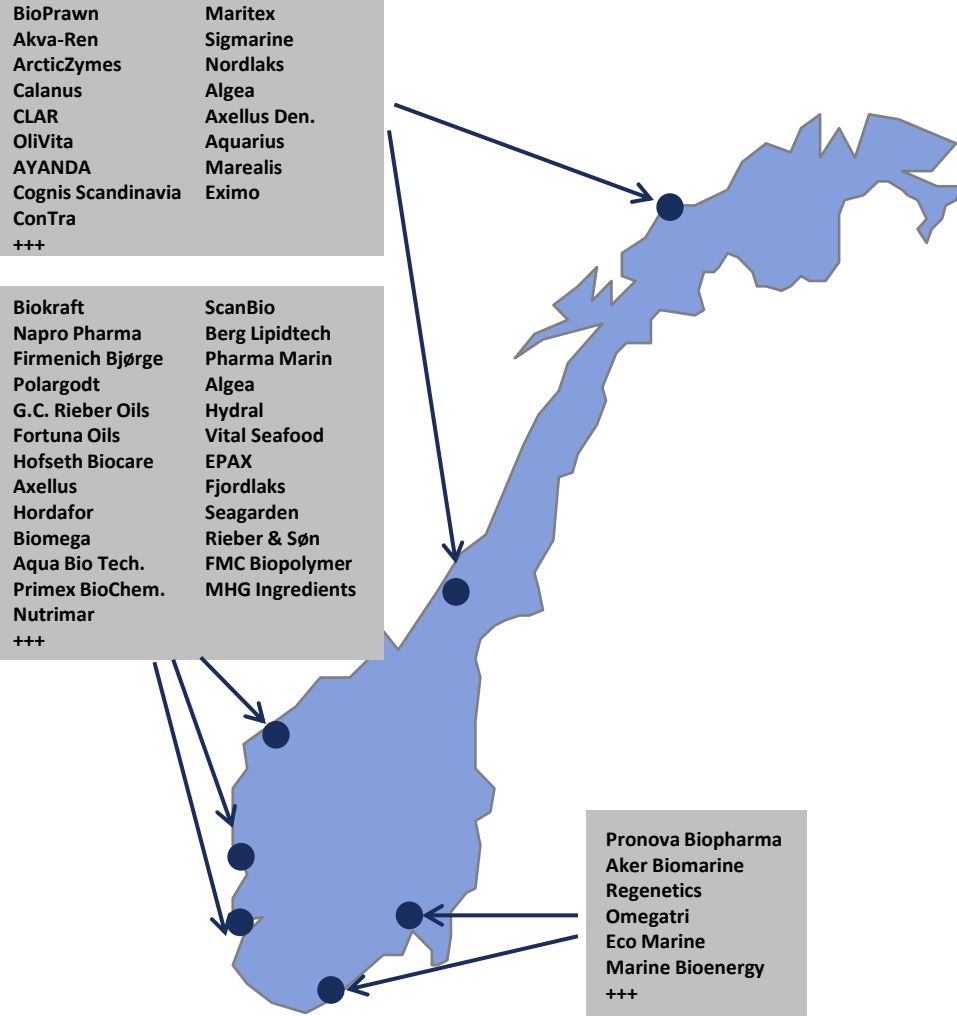 BioPrawn Maritex
Akva-Ren Sigmarine
ArcticZymes Nordlaks
Calanus Algea
CLAR Axellus Den.
OliVita Aquarius
AYANDA Marealis
Cognis Scandinavia Eximo
ConTra
+++
Biokraft ScanBio
Napro Pharma Berg Lipidtech
Firmenich Bjørge Pharma Marin
Polargodt Algea
G.C. Rieber Oils Hydral
Fortuna Oils Vital Seafood
Hofseth Biocare EPAX
Axellus Fjordlaks
Hordafor Seagarden
Biomega Rieber & Søn
Aqua Bio Tech. FMC Biopolymer
Primex BioChem. MHG Ingredients
Nutrimar
+++
Pronova Biopharma
Aker Biomarine
Regenetics
Omegatri
Eco Marine
Marine Bioenergy
+++